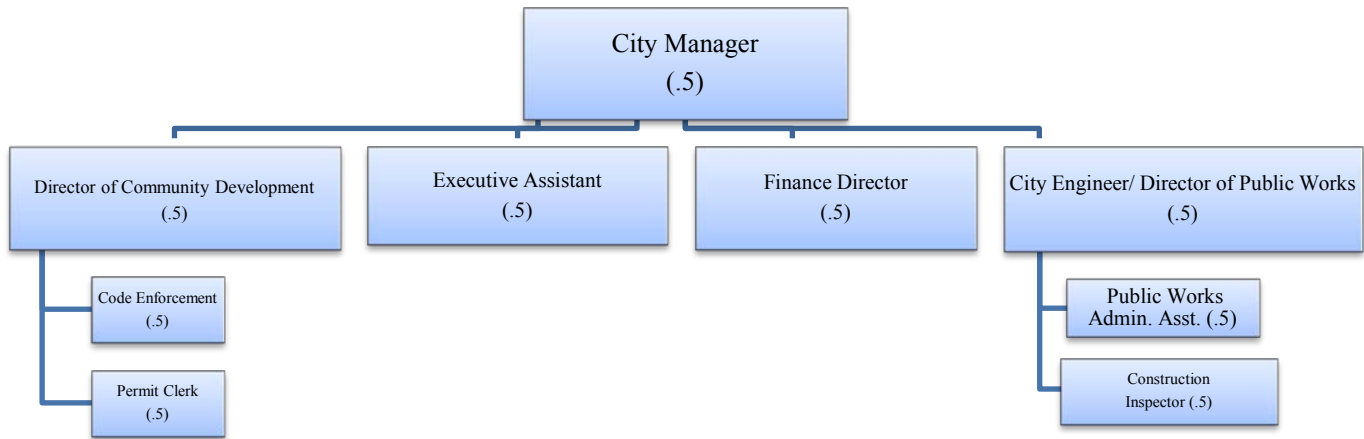 City Manager
(.5)
Director of Community Development
(.5)
Executive Assistant
(.5)
Finance Director
(.5)
City Engineer/ Director of Public Works
(.5)
Code Enforcement
(.5)
Permit Clerk
(.5)
Public Works
Admin. Asst. (.5)
Construction
Inspector (.5)